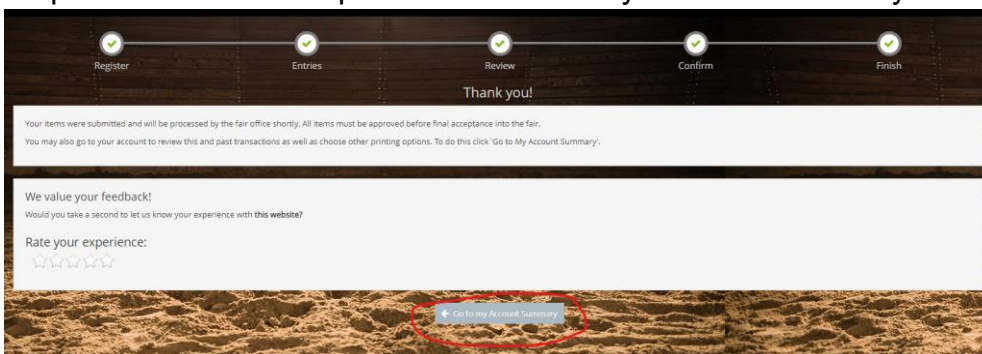 Register
Entries
Review
Confirm
Finish
Thank you!
Your items were submitted and will be processed by the fair office shortly. All items must be approved before final acceptance into the fair.
You may also go to your account to review this and past transactions as well as choose other printing options. To do this click 'Go to My Account Summary'.
We value your feedback!
Would you take a second to let us know your experience with this website?
Rate your experience:
Go to my Account Summary